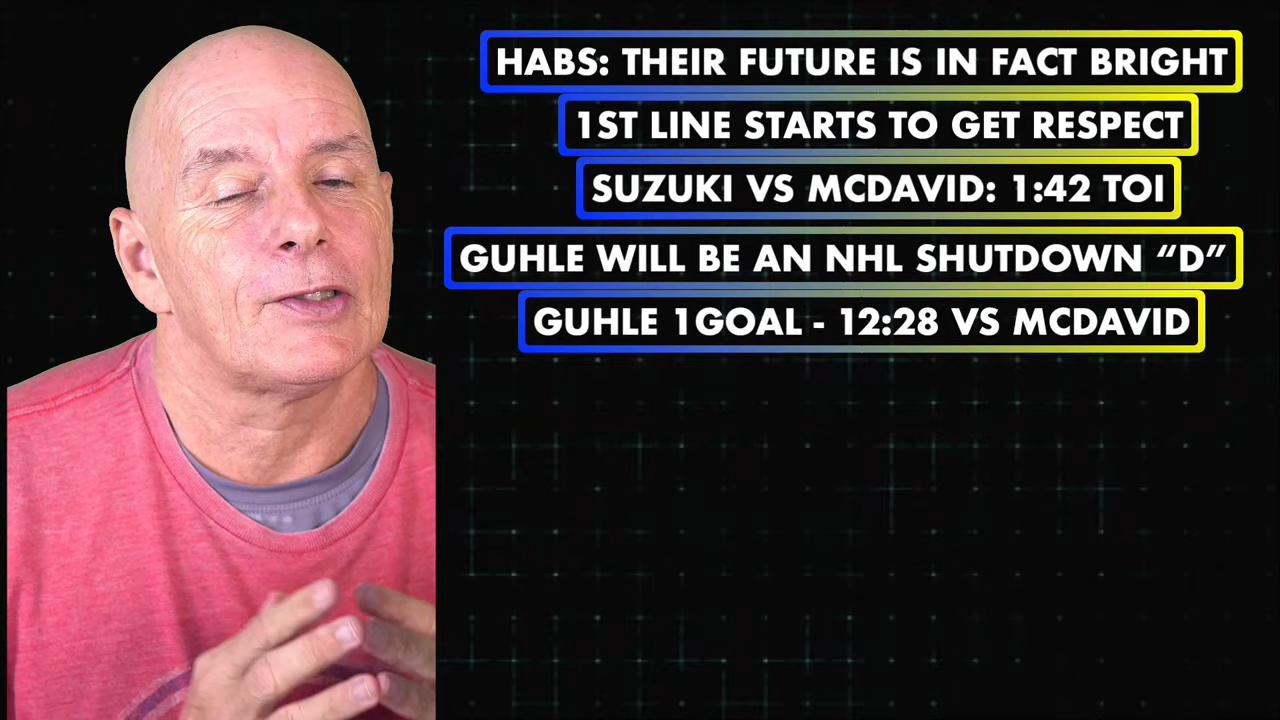 HABS: THEIR FUTURE IS IN FACT BRIGHT
1ST LINE STARTS TO GET RESPECT
SUZUKI VS MCDAVID: 1:42 TOI
GUHLE WILL BE AN NHL SHUTDOWN “D”
GUHLE 1GOAL - 12:28 VS MCDAVID